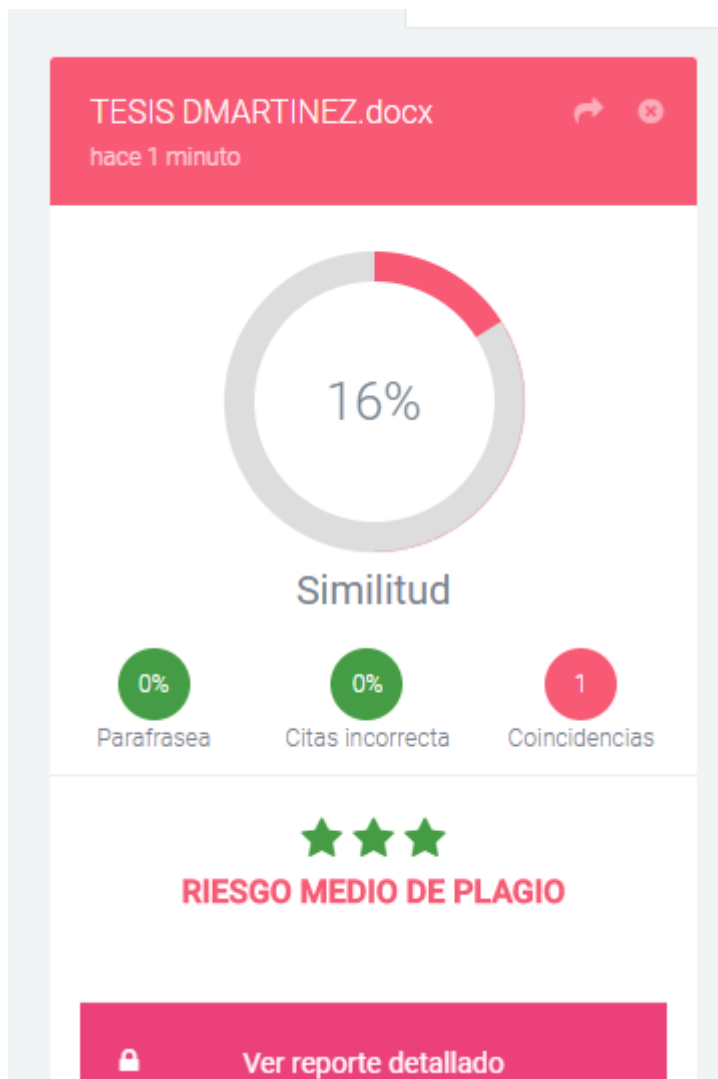 TESIS DMARTINEZ.docx
hace 1 minuto
16%
Similitud
0% 0% 1
Parafrasea Citas incorrecta Coincidencias
RIESGO MEDIO DE PLAGIO
Ver reporte detallado